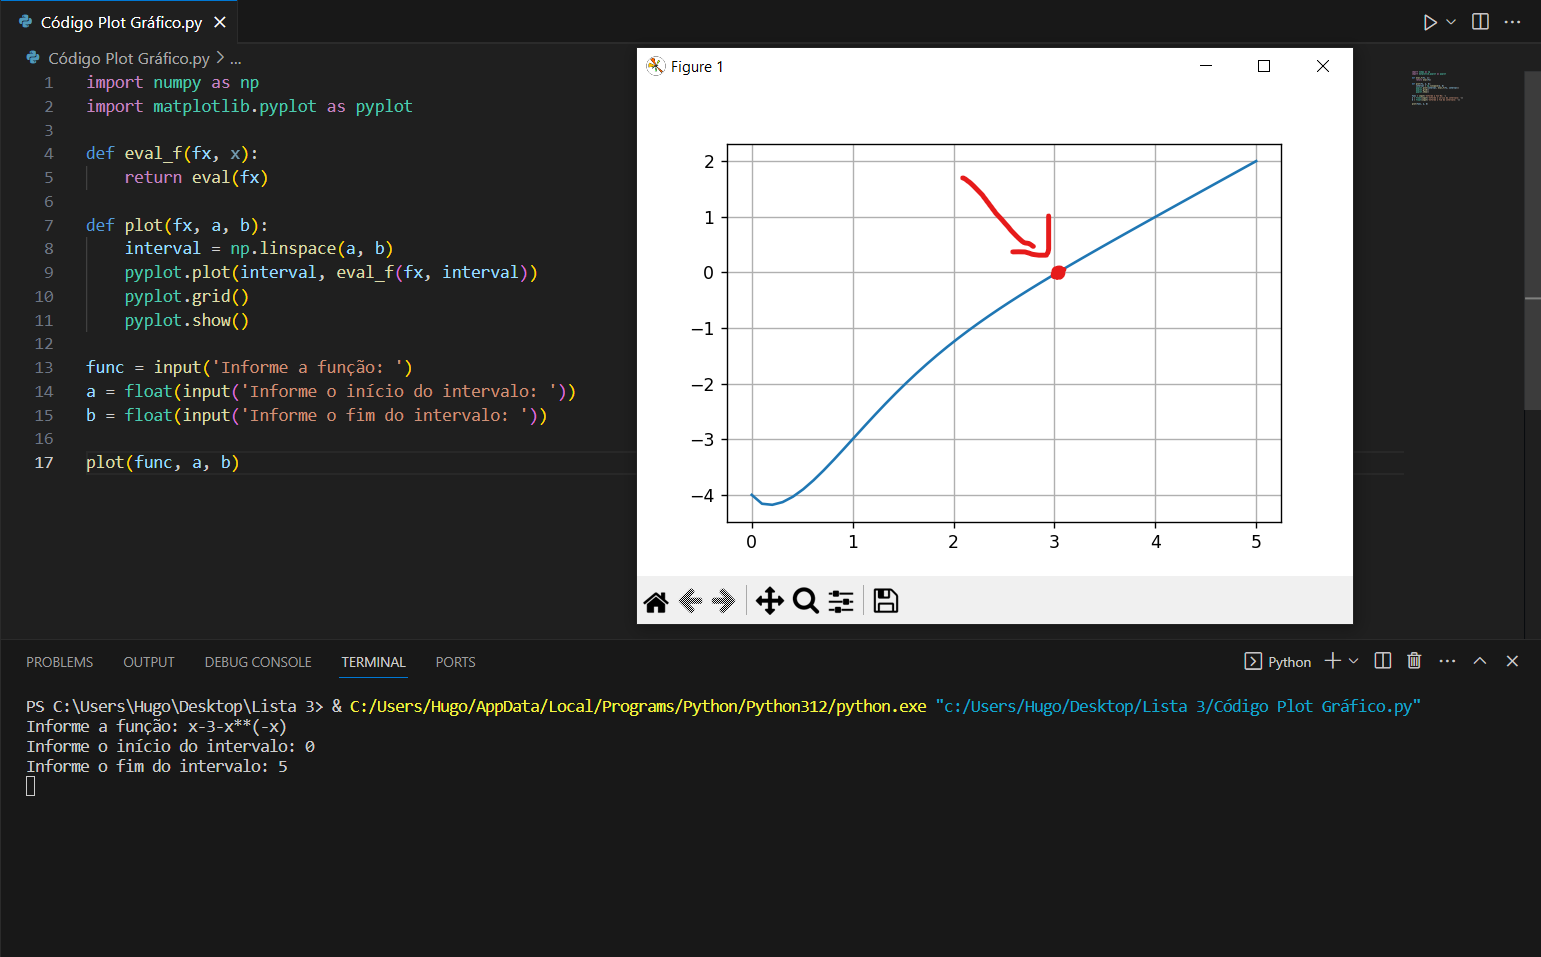 Código Plot Gráfico.py
Código Plot Gráfico.py > ...
1 import numpy as np
2 import matplotlib.pyplot as pyplot
3
4 def eval_f(fx, x):
5 return eval(fx)
6
7 def plot(fx, a, b):
8 interval = np.linspace(a, b)
9 pyplot.plot(interval, eval_f(fx, interval))
10 pyplot.grid()
11 pyplot.show()
12
13 func = input('Informe a função: ')
14 a = float(input('Informe o início do intervalo: '))
15 b = float(input('Informe o fim do intervalo: '))
16
17 plot(func, a, b)
Figure 1
2
1
0
−1
−2
−3
−4
0 1 2 3 4 5
PROBLEMS OUTPUT DEBUG CONSOLE TERMINAL PORTS
Python
PS C:\Users\Hugo\Desktop\Lista 3> & C:/Users/Hugo/AppData/Local/Programs/Python/Python312/python.exe "c:/Users/Hugo/Desktop/Lista 3/Código Plot Gráfico.py"
Informe a função: x-3-x**(-x)
Informe o início do intervalo: 0
Informe o fim do intervalo: 5